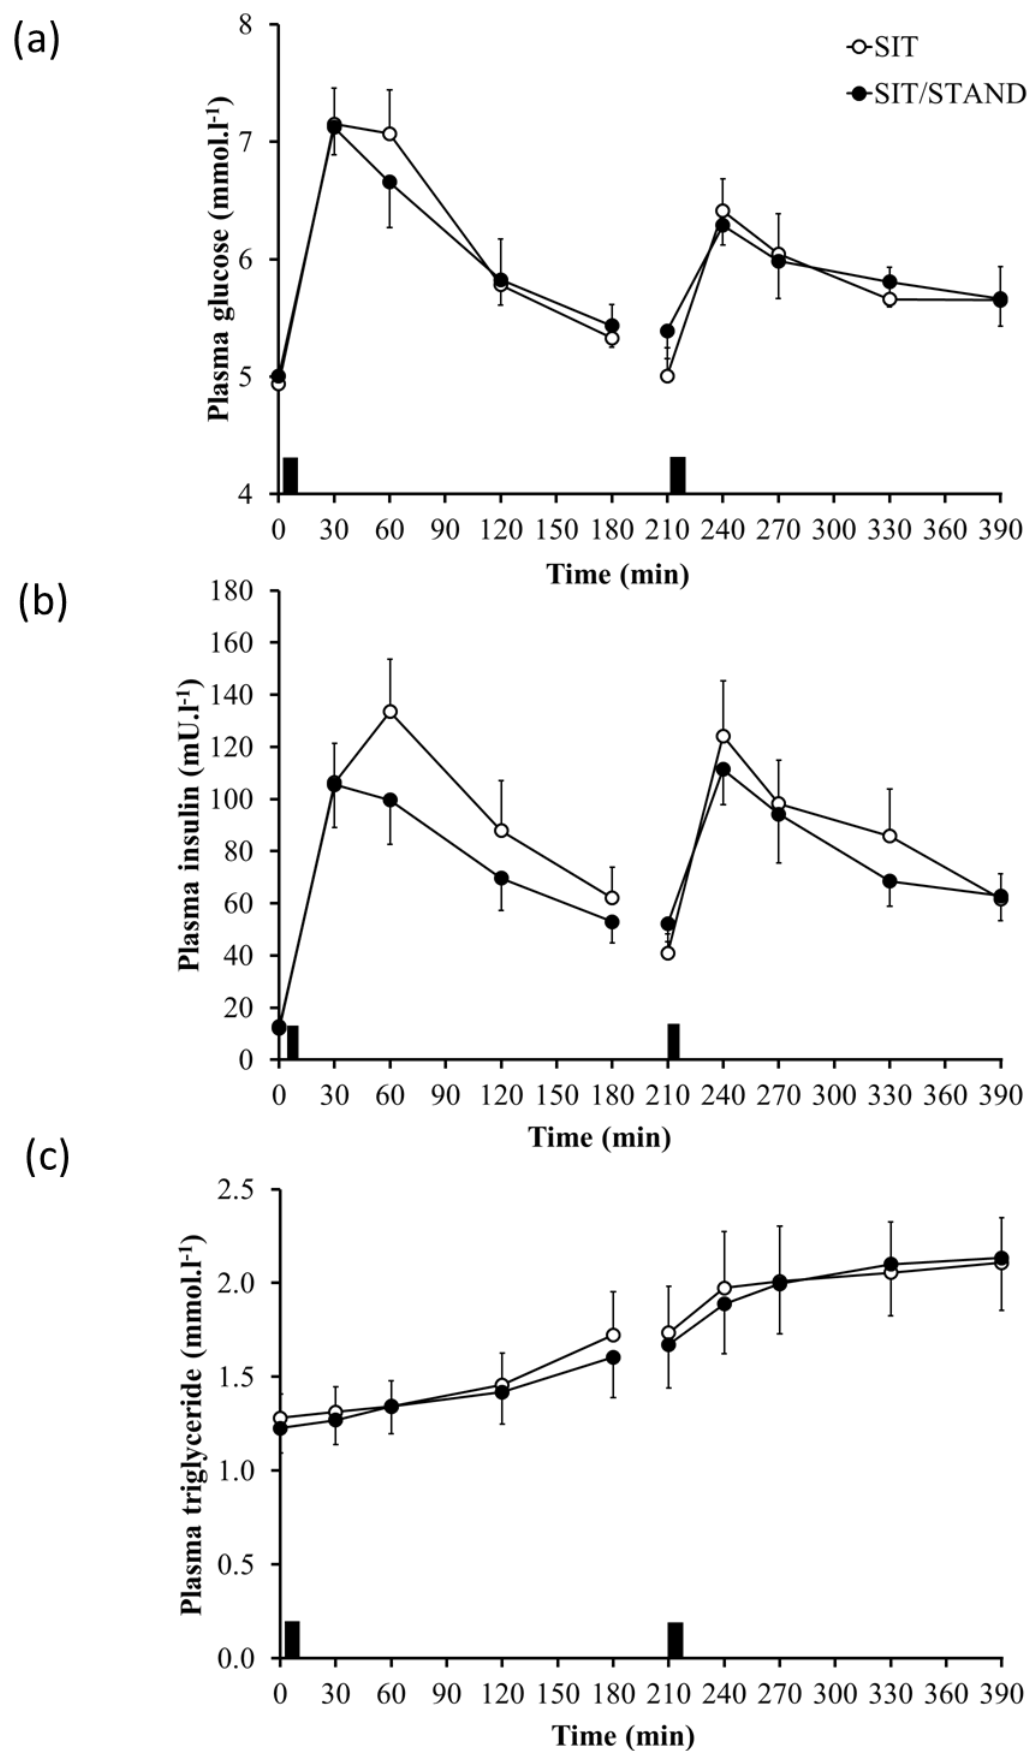 (a)
SIT
SIT/STAND
Plasma glucose (mmol.l⁻¹)
8
7
6
5
4
0 30 60 90 120 150 180 210 240 270 300 330 360 390
Time (min)
(b)
Plasma insulin (mU.l⁻¹)
180
160
140
120
100
80
60
40
20
0
0 30 60 90 120 150 180 210 240 270 300 330 360 390
Time (min)
(c)
Plasma triglyceride (mmol.l⁻¹)
2.5
2.0
1.5
1.0
0.5
0.0
0 30 60 90 120 150 180 210 240 270 300 330 360 390
Time (min)